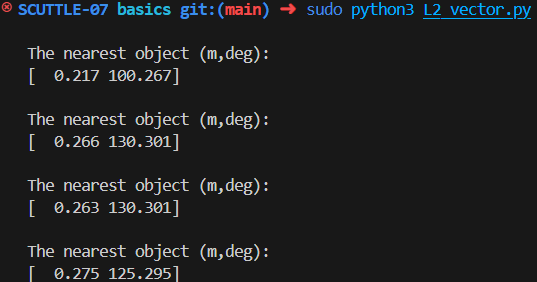 SCUTTLE-07 basics git:(main) ➜ sudo python3 L2_vector.py
The nearest object (m,deg):
[  0.217 100.267]
The nearest object (m,deg):
[  0.266 130.301]
The nearest object (m,deg):
[  0.263 130.301]
The nearest object (m,deg):
[  0.275 125.295]